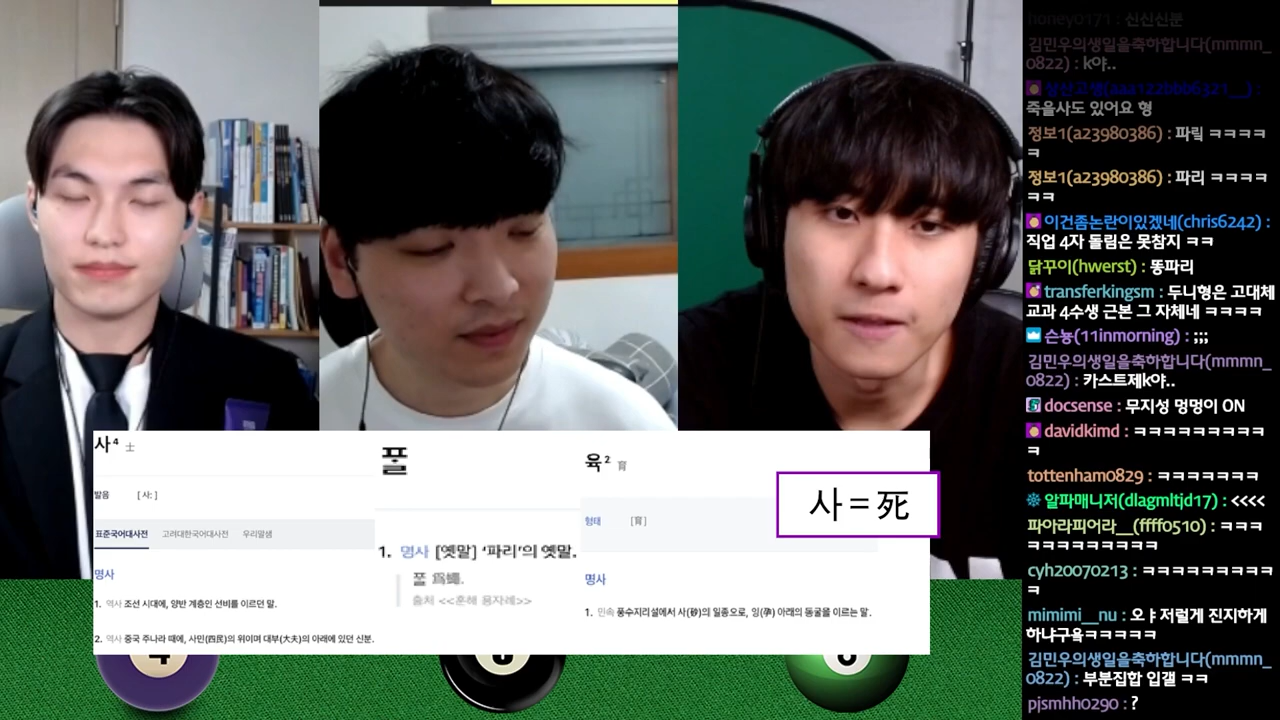 사⁴ 士
발음 [ 사: ]
표준국어대사전 고려대한국어대사전 우리말샘
명사
1. 역사 조선 시대에, 양반 계층인 선비를 이르던 말.
2. 역사 중국 주나라 때에, 사민(四民)의 위이며 대부(大夫)의 아래에 있던 신분.
1. 명사 [옛말] ‘파리’의 옛말.
출처 <<훈해 용자례>>
육² 育
형태 [育]
명사
1. 민속 풍수지리설에서 사(砂)의 일종으로, 잉(孕) 아래의 동굴을 이르는 말.
사=死
4
honey0171 : 신신신분
김민우의생일을축하합니다(mmmn_
0822) : k야..
죽을사도 있어요 형
정보1(a23980386) : 파릭 ㅋㅋㅋㅋ
ㅋ
정보1(a23980386) : 파리 ㅋㅋㅋㅋ
ㅋㅋ
이건좀논란이있겠네(chris6242) :
직업 4자 돌림은 못참지 ㅋㅋ
닭꾸이(hwerst) : 똥파리
transferkingsm : 두니형은 고대체
교과 4수생 근본 그 자체네 ㅋㅋㅋㅋ
슨뇽(11inmorning) : ;;;
김민우의생일을축하합니다(mmmn_
0822) : 카스트제k야..
docsense : 무지성 멍멍이 ON
davidkimd : ㅋㅋㅋㅋㅋㅋㅋㅋㅋ
ㅋ
tottenham0829 : ㅋㅋㅋㅋㅋㅋㅋ
알파매니저(dlagmltjd17) : <<<<
파아라피어라__(ffff0510) : ㅋㅋㅋ
ㅋㅋㅋㅋㅋㅋㅋㅋㅋ
cyh20070213 : ㅋㅋㅋㅋㅋㅋㅋㅋㅋ
ㅋ
mimimi__nu : 오ㅑ저렇게 진지하게
하냐구욬ㅋㅋㅋㅋㅋ
김민우의생일을축하합니다(mmmn_
0822) : 부분집합 입갤 ㅋㅋ
pjsmhh0290 : ?